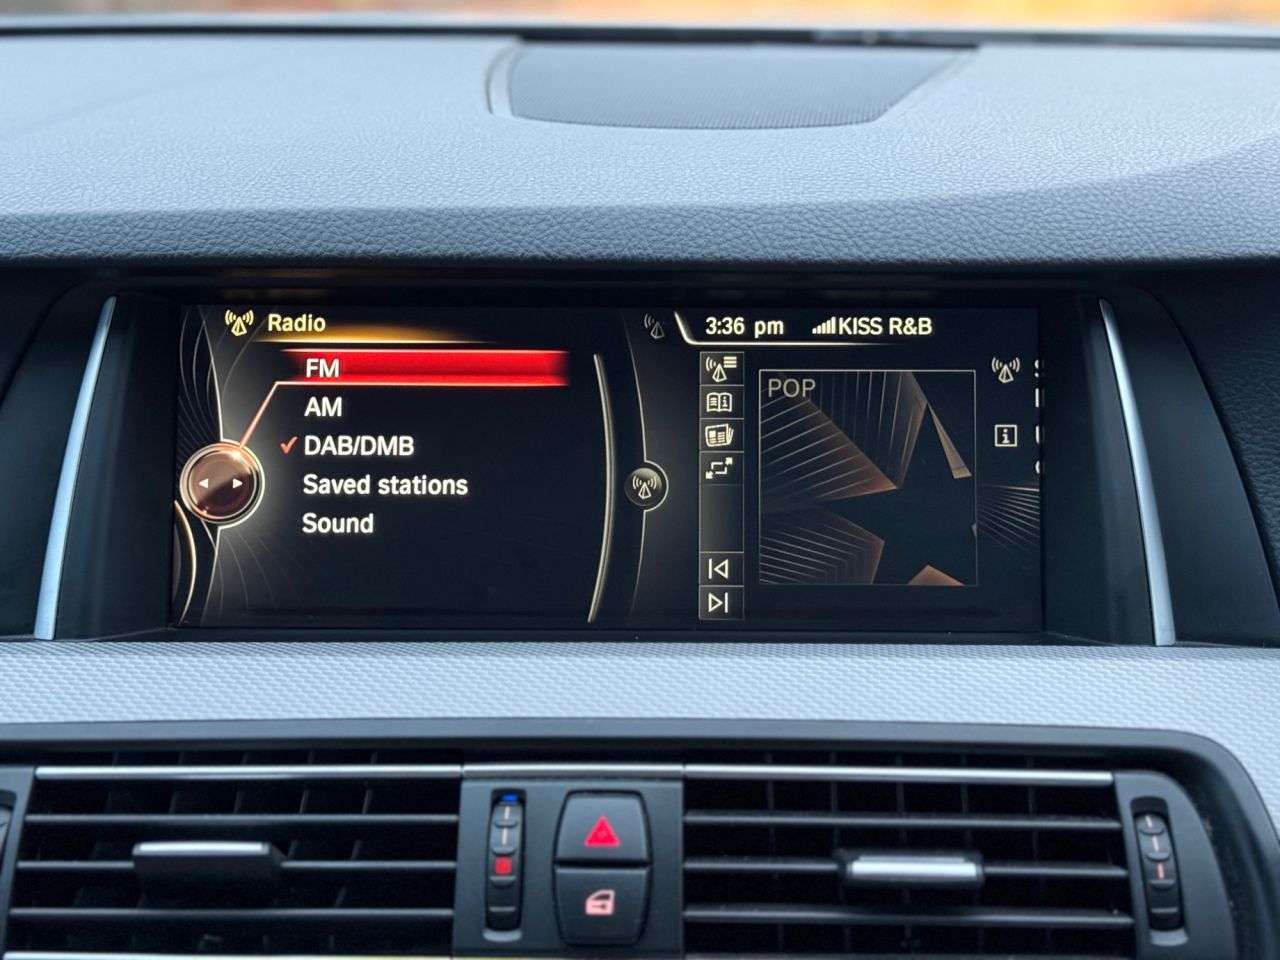 Radio
FM
AM
DAB/DMB
Saved stations
Sound
3:36 pm KISS R&B
POP